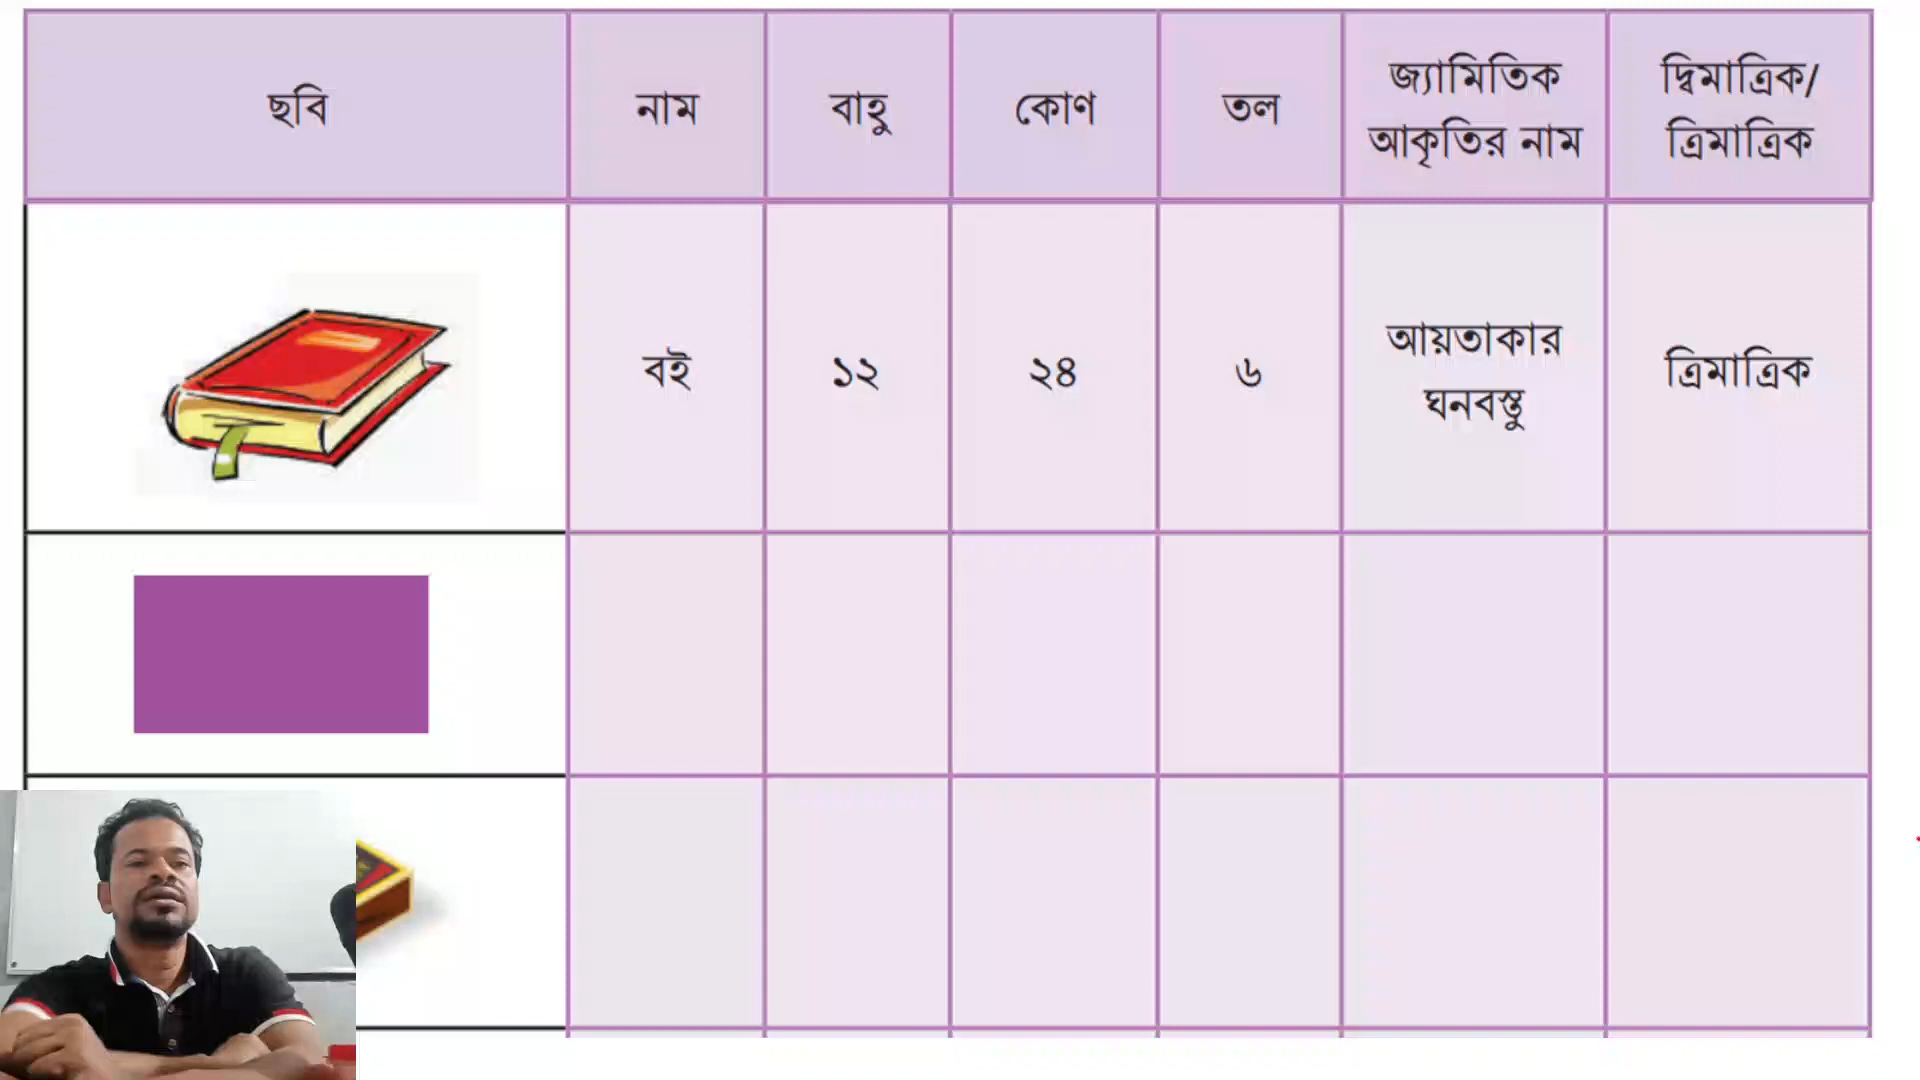 ছবি
নাম
বাহু
কোণ
তল
জ্যামিতিক
আকৃতির নাম
দ্বিমাত্রিক/
ত্রিমাত্রিক
বই
১২
২৪
৬
আয়তাকার
ঘনবস্তু
ত্রিমাত্রিক